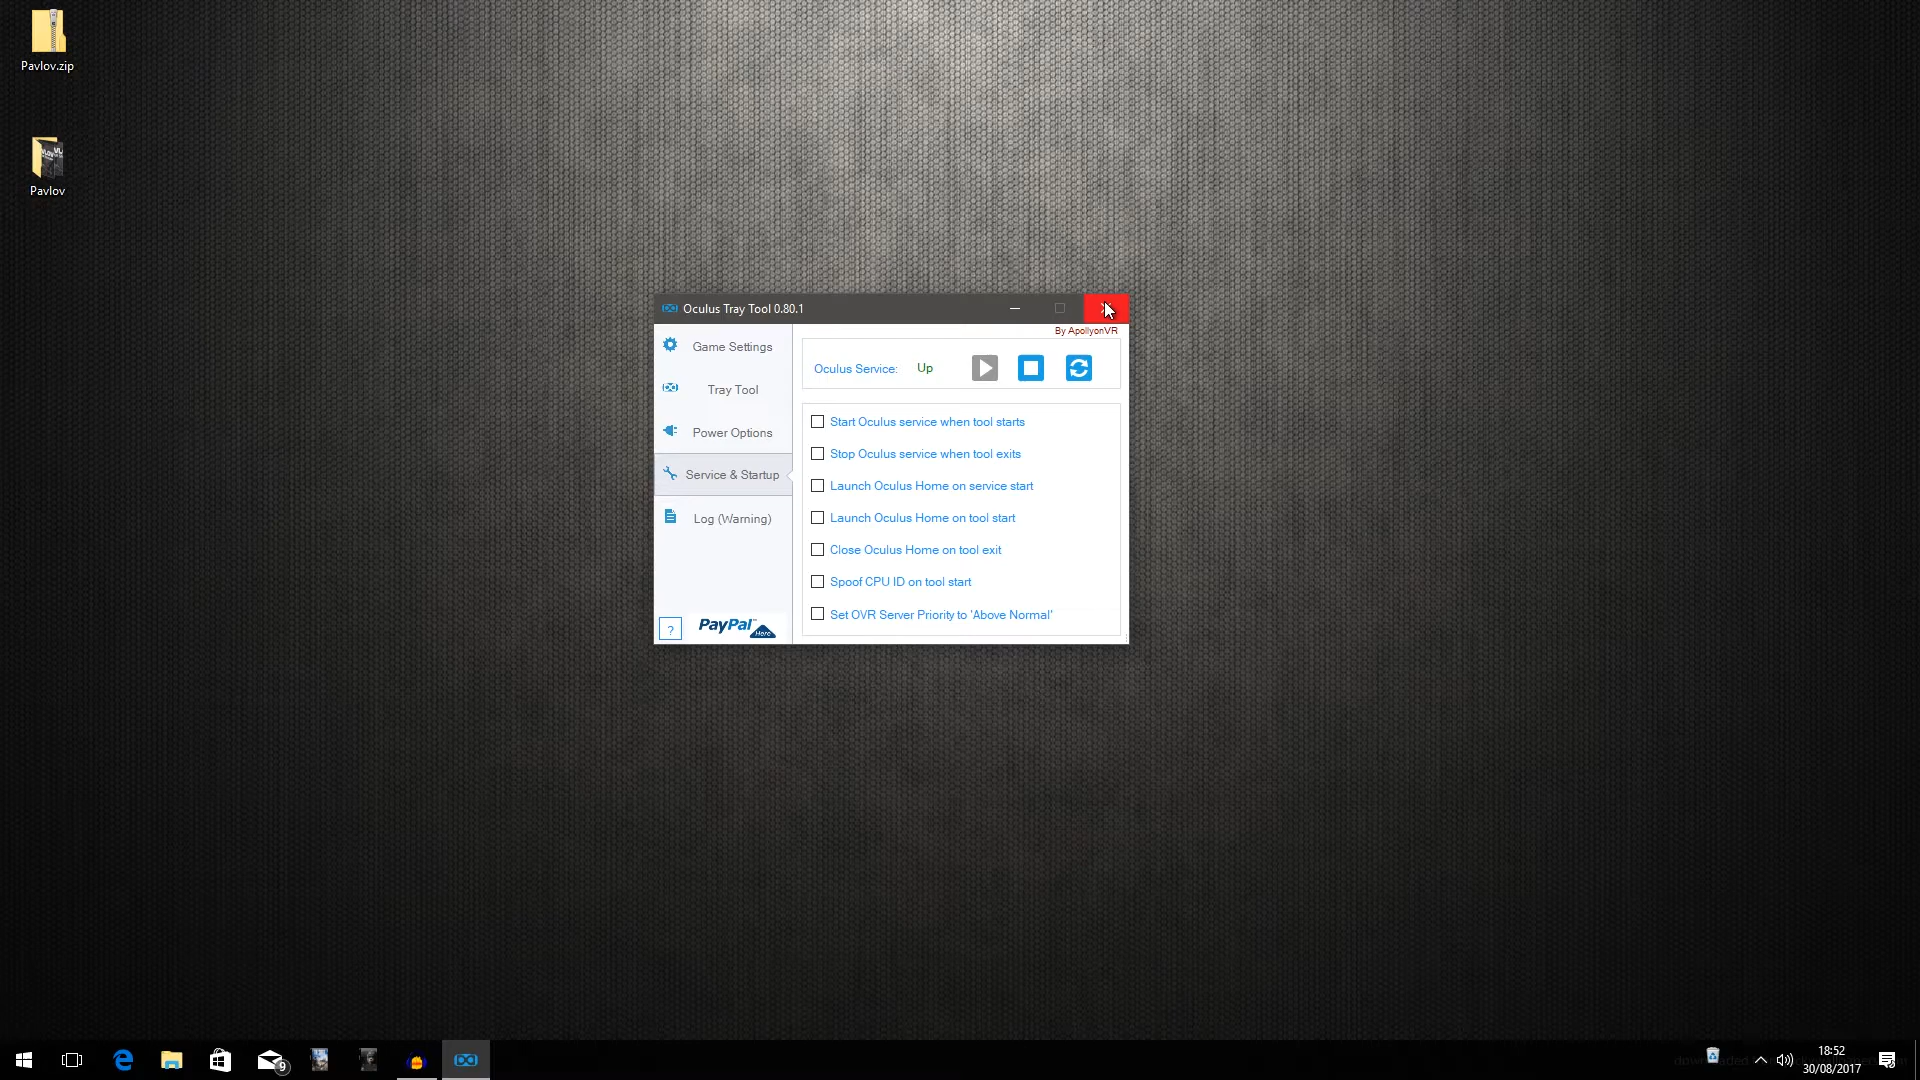 Pavlov.zip
Pavlov
Oculus Tray Tool 0.80.1
By ApollyonVR
Game Settings
Tray Tool
Power Options
Service & Startup
Log (Warning)
?
PayPal
Here
Oculus Service: Up
Start Oculus service when tool starts
Stop Oculus service when tool exits
Launch Oculus Home on service start
Launch Oculus Home on tool start
Close Oculus Home on tool exit
Spoof CPU ID on tool start
Set OVR Server Priority to 'Above Normal'
9
18:52
30/08/2017